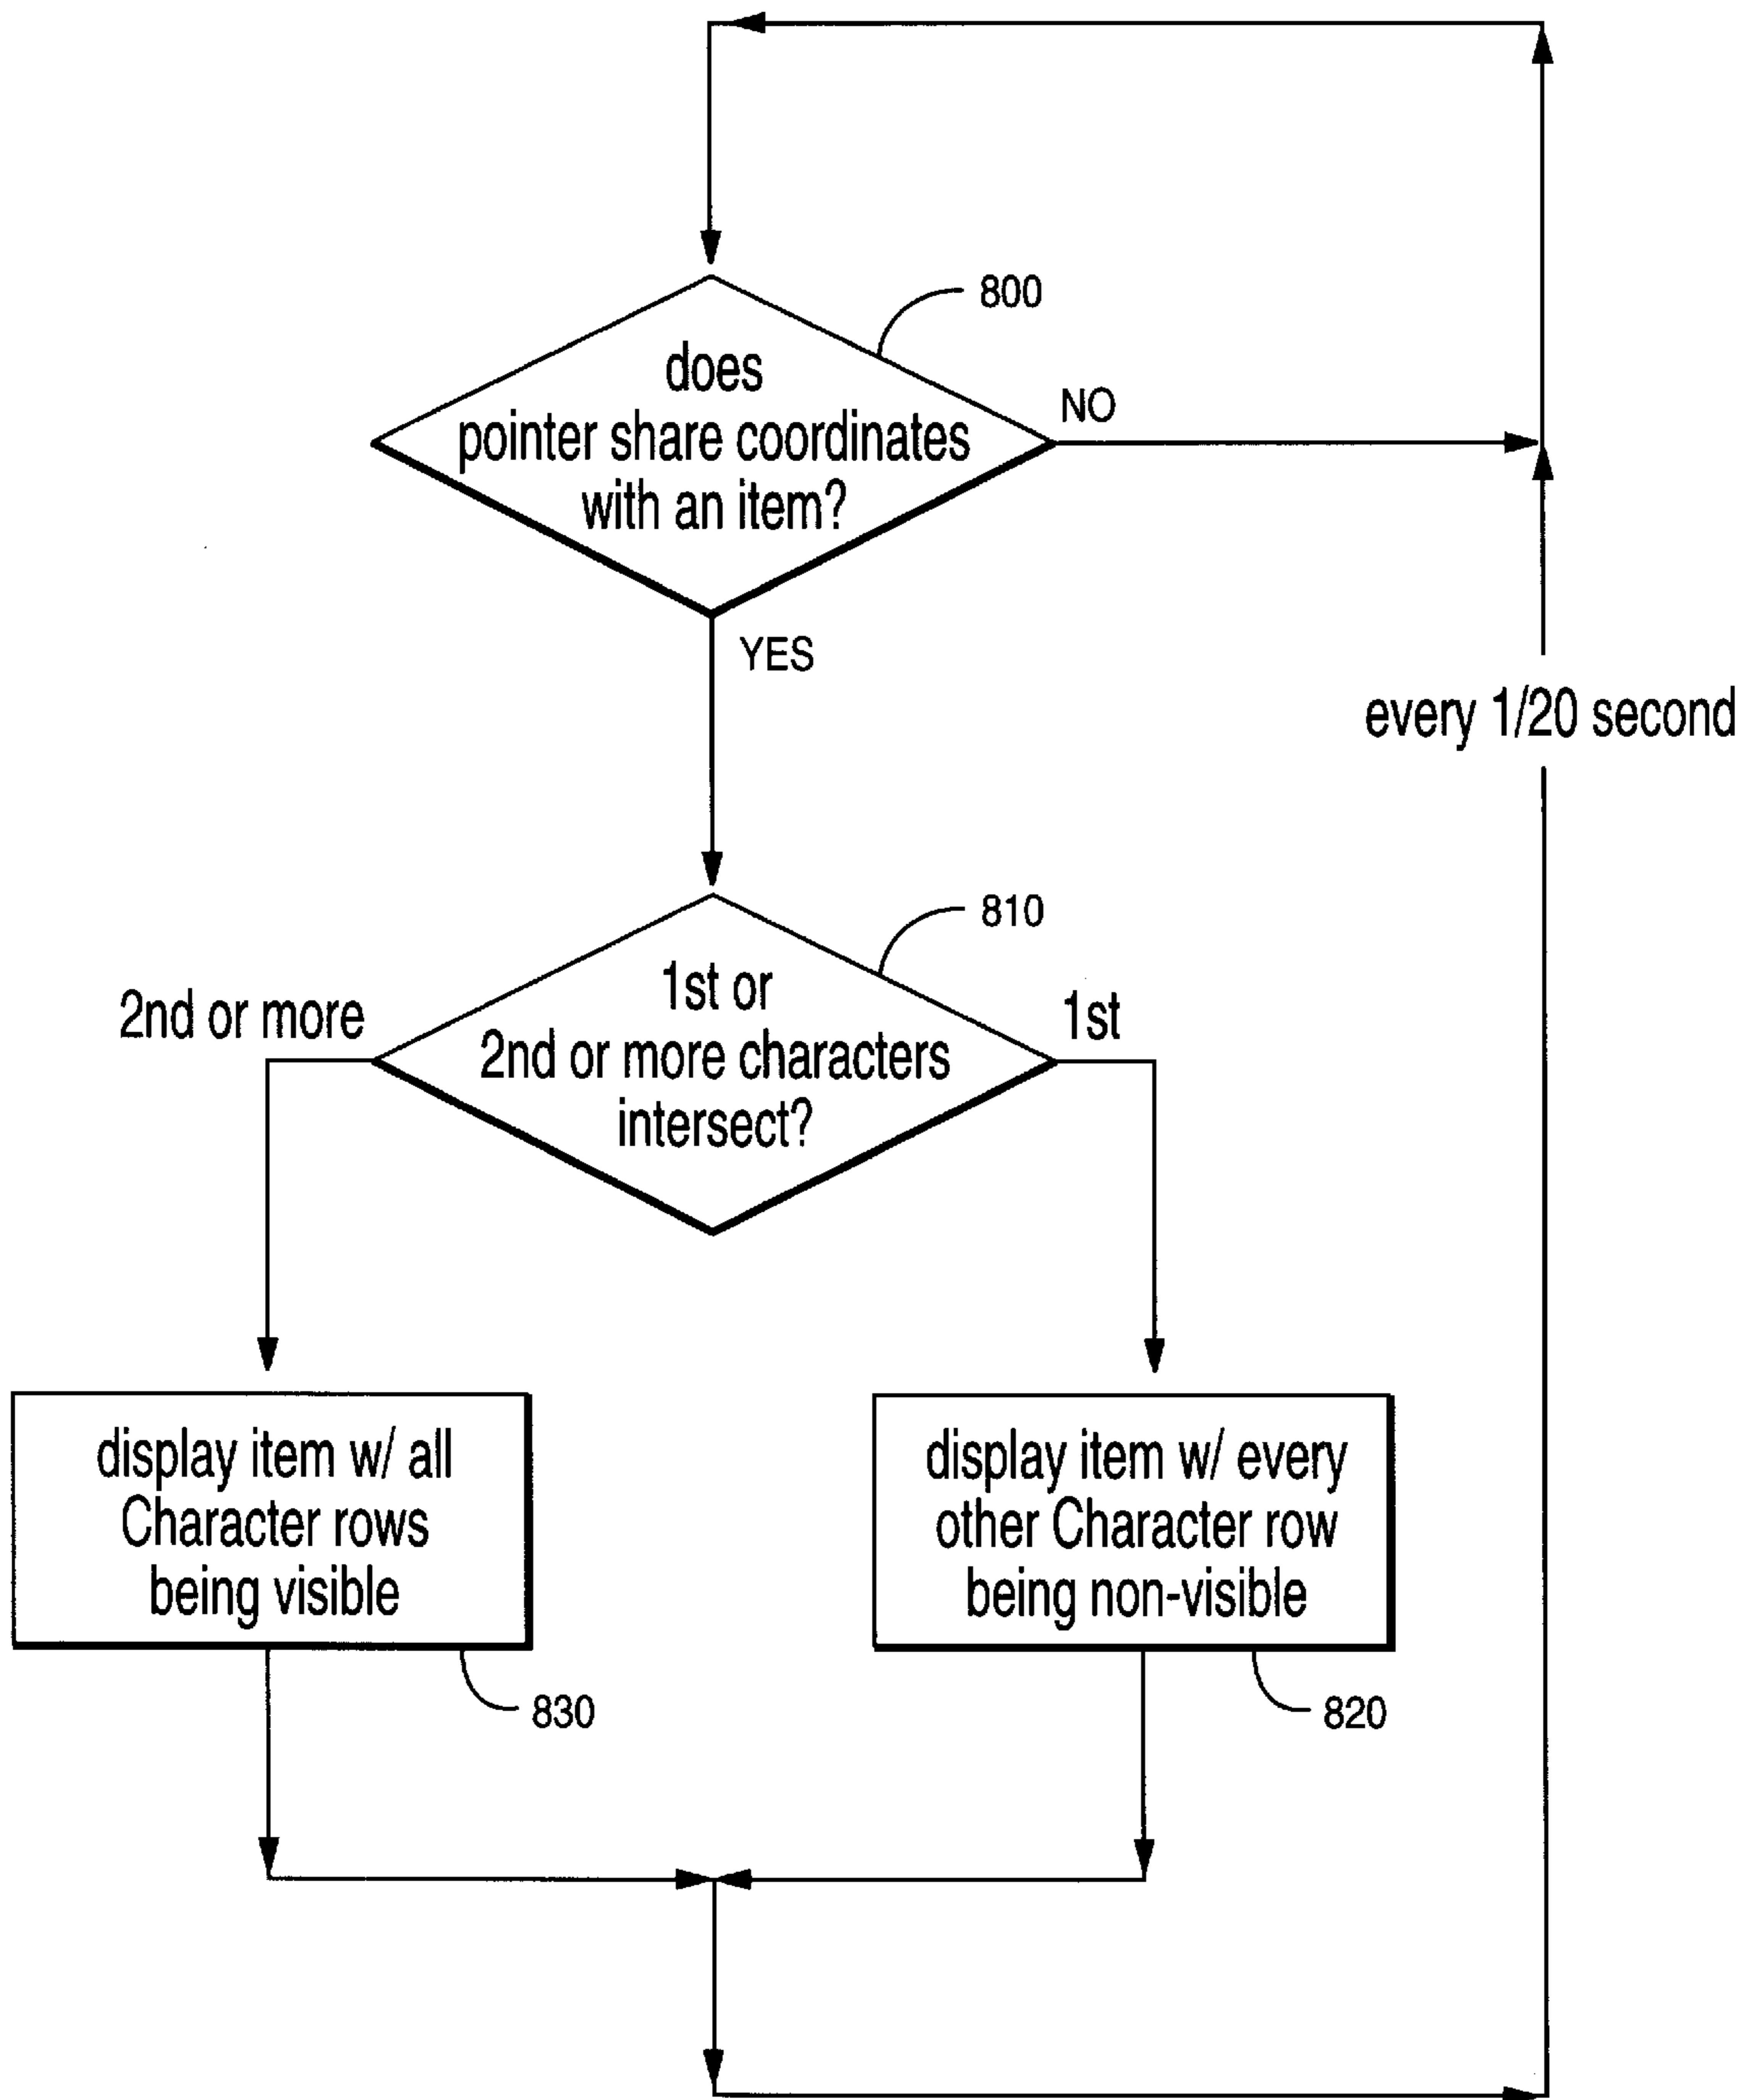 800
does
pointer share coordinates
with an item?
NO
YES
every 1/20 second
810
1st or
2nd or more characters
intersect?
2nd or more
1st
display item w/ all
Character rows
being visible
830
display item w/ every
other Character row
being non-visible
820